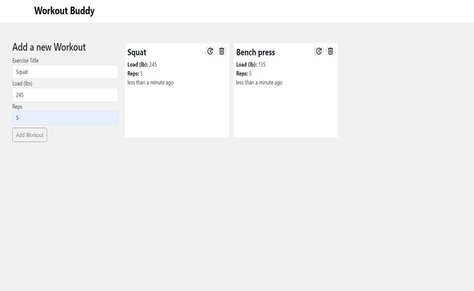 Workout Buddy
Add a new Workout
Exercise Title
Squat
Load (lbs)
245
Reps
5
Add Workout
Squat
Load (lb): 245
Reps: 5
less than a minute ago
Bench press
Load (lb): 135
Reps: 5
less than a minute ago